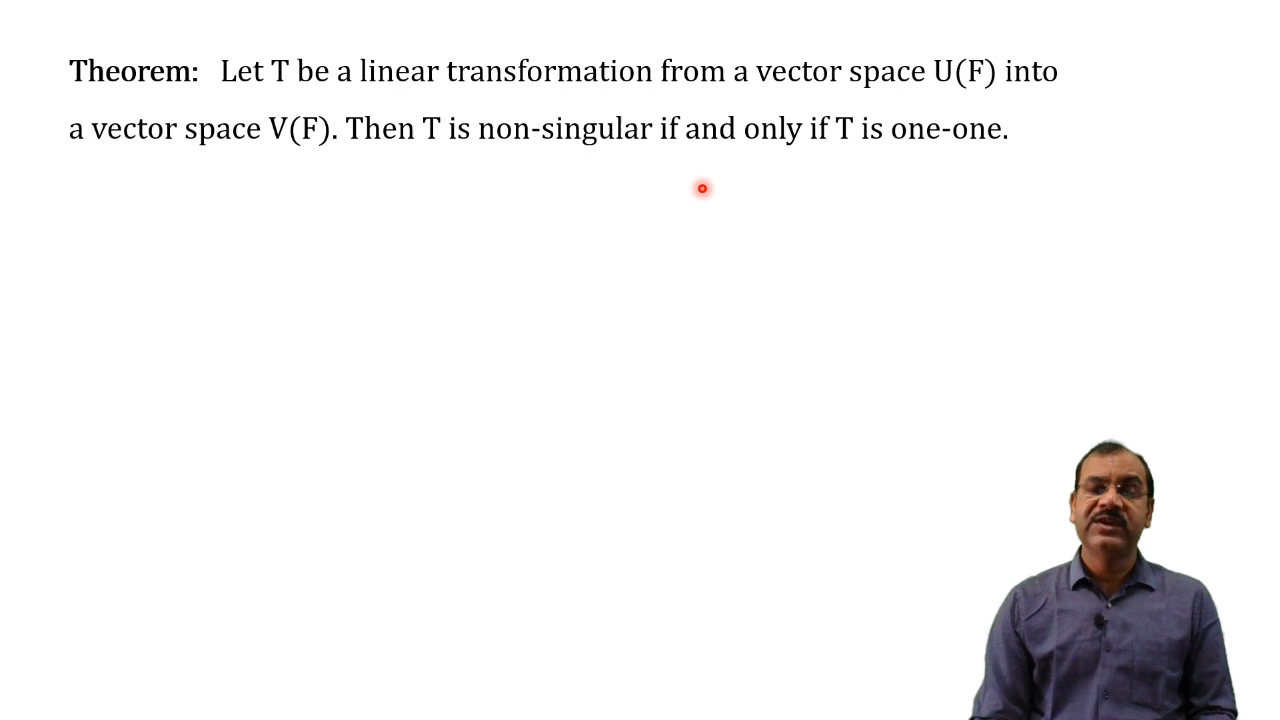 Theorem: Let T be a linear transformation from a vector space U(F) into
a vector space V(F). Then T is non-singular if and only if T is one-one.